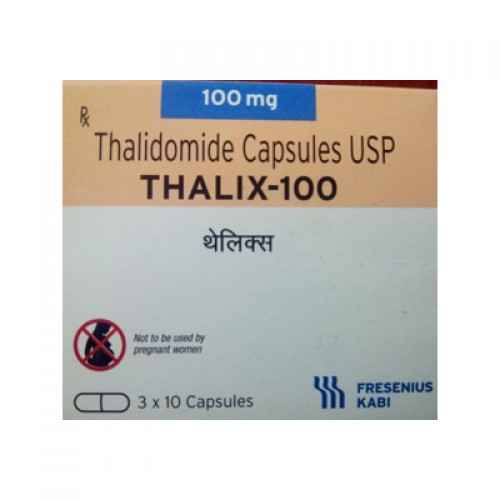 100 mg
Rx
Thalidomide Capsules USP
THALIX-100
थेलिक्स
Not to be used by
pregnant women
3 x 10 Capsules
FRESENIUS
KABI